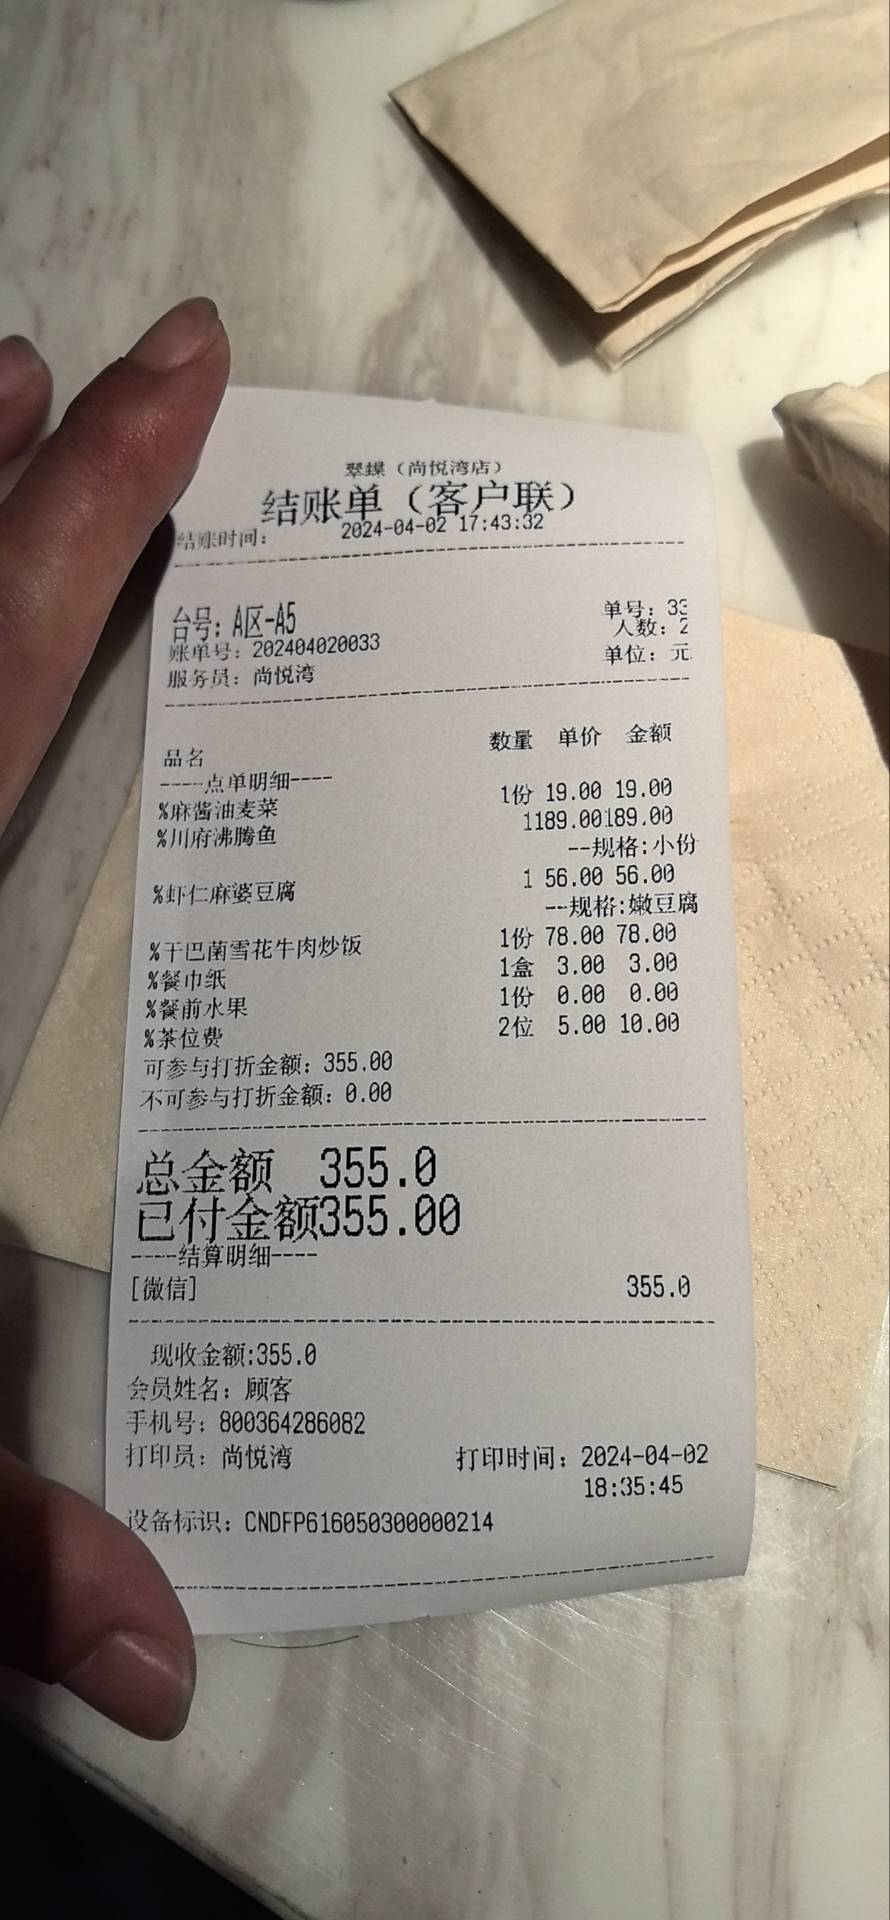 翠鏶（尚悦湾店）
结账单（客户联）
结账时间： 2024-04-02 17:43:32
台号：A区-A5
单号：33
人数：2
账单号：202404020033
单位：元
服务员：尚悦湾
品名 数量 单价 金额
----点单明细----
%麻酱油麦菜 1份 19.00 19.00
%川府沸腾鱼 1189.00189.00
--规格:小份
%虾仁麻婆豆腐 1 56.00 56.00
--规格:嫩豆腐
%干巴菌雪花牛肉炒饭 1份 78.00 78.00
%餐巾纸 1盒 3.00 3.00
%餐前水果 1份 0.00 0.00
%茶位费 2位 5.00 10.00
可参与打折金额：355.00
不可参与打折金额：0.00
总金额 355.0
已付金额355.00
----结算明细----
[微信] 355.0
现收金额:355.0
会员姓名：顾客
手机号：800364286082
打印员：尚悦湾 打印时间：2024-04-02
18:35:45
设备标识：CNDFP616050300000214